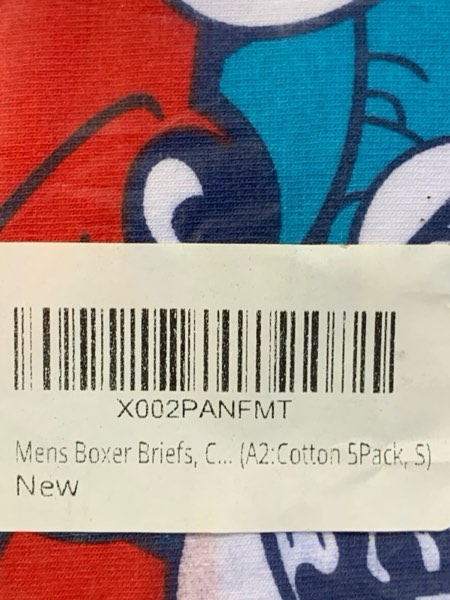 X002PANFMT
Mens Boxer Briefs, C... (A2:Cotton 5Pack, S)
New